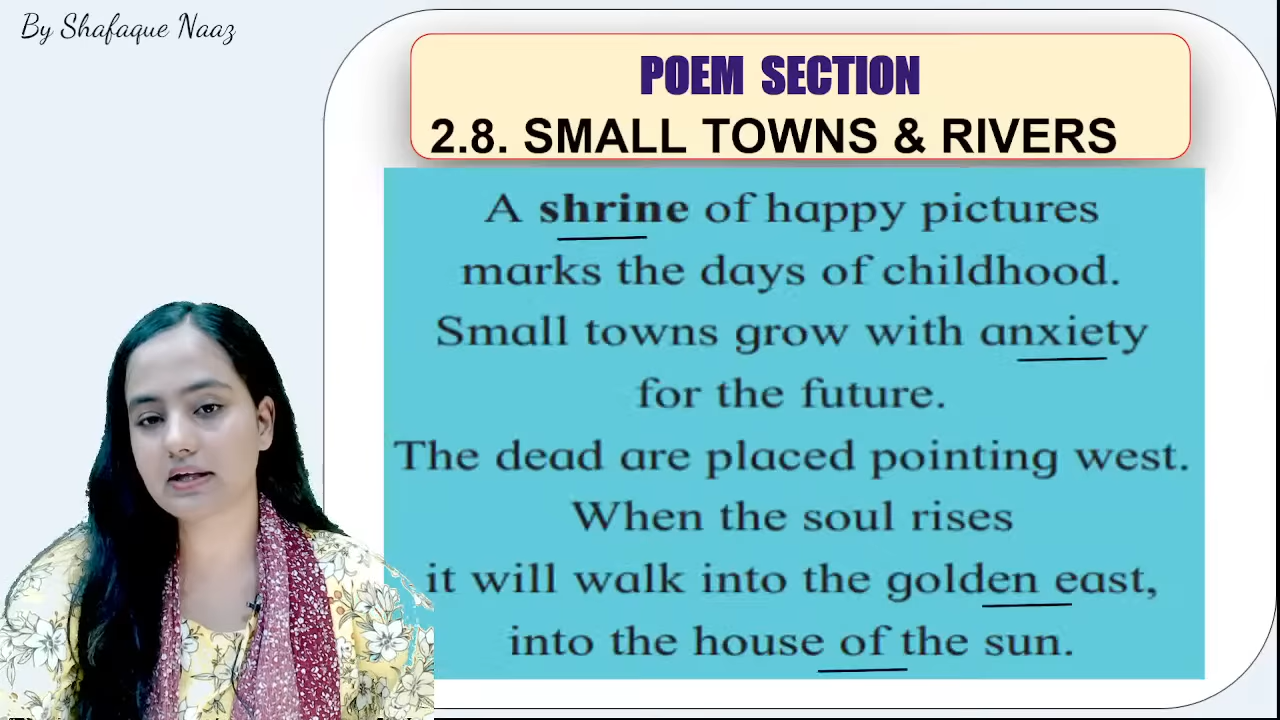 By Shafaque Naaz
POEM SECTION
2.8. SMALL TOWNS & RIVERS
A shrine of happy pictures
marks the days of childhood.
Small towns grow with anxiety
for the future.
The dead are placed pointing west.
When the soul rises
it will walk into the golden east,
into the house of the sun.